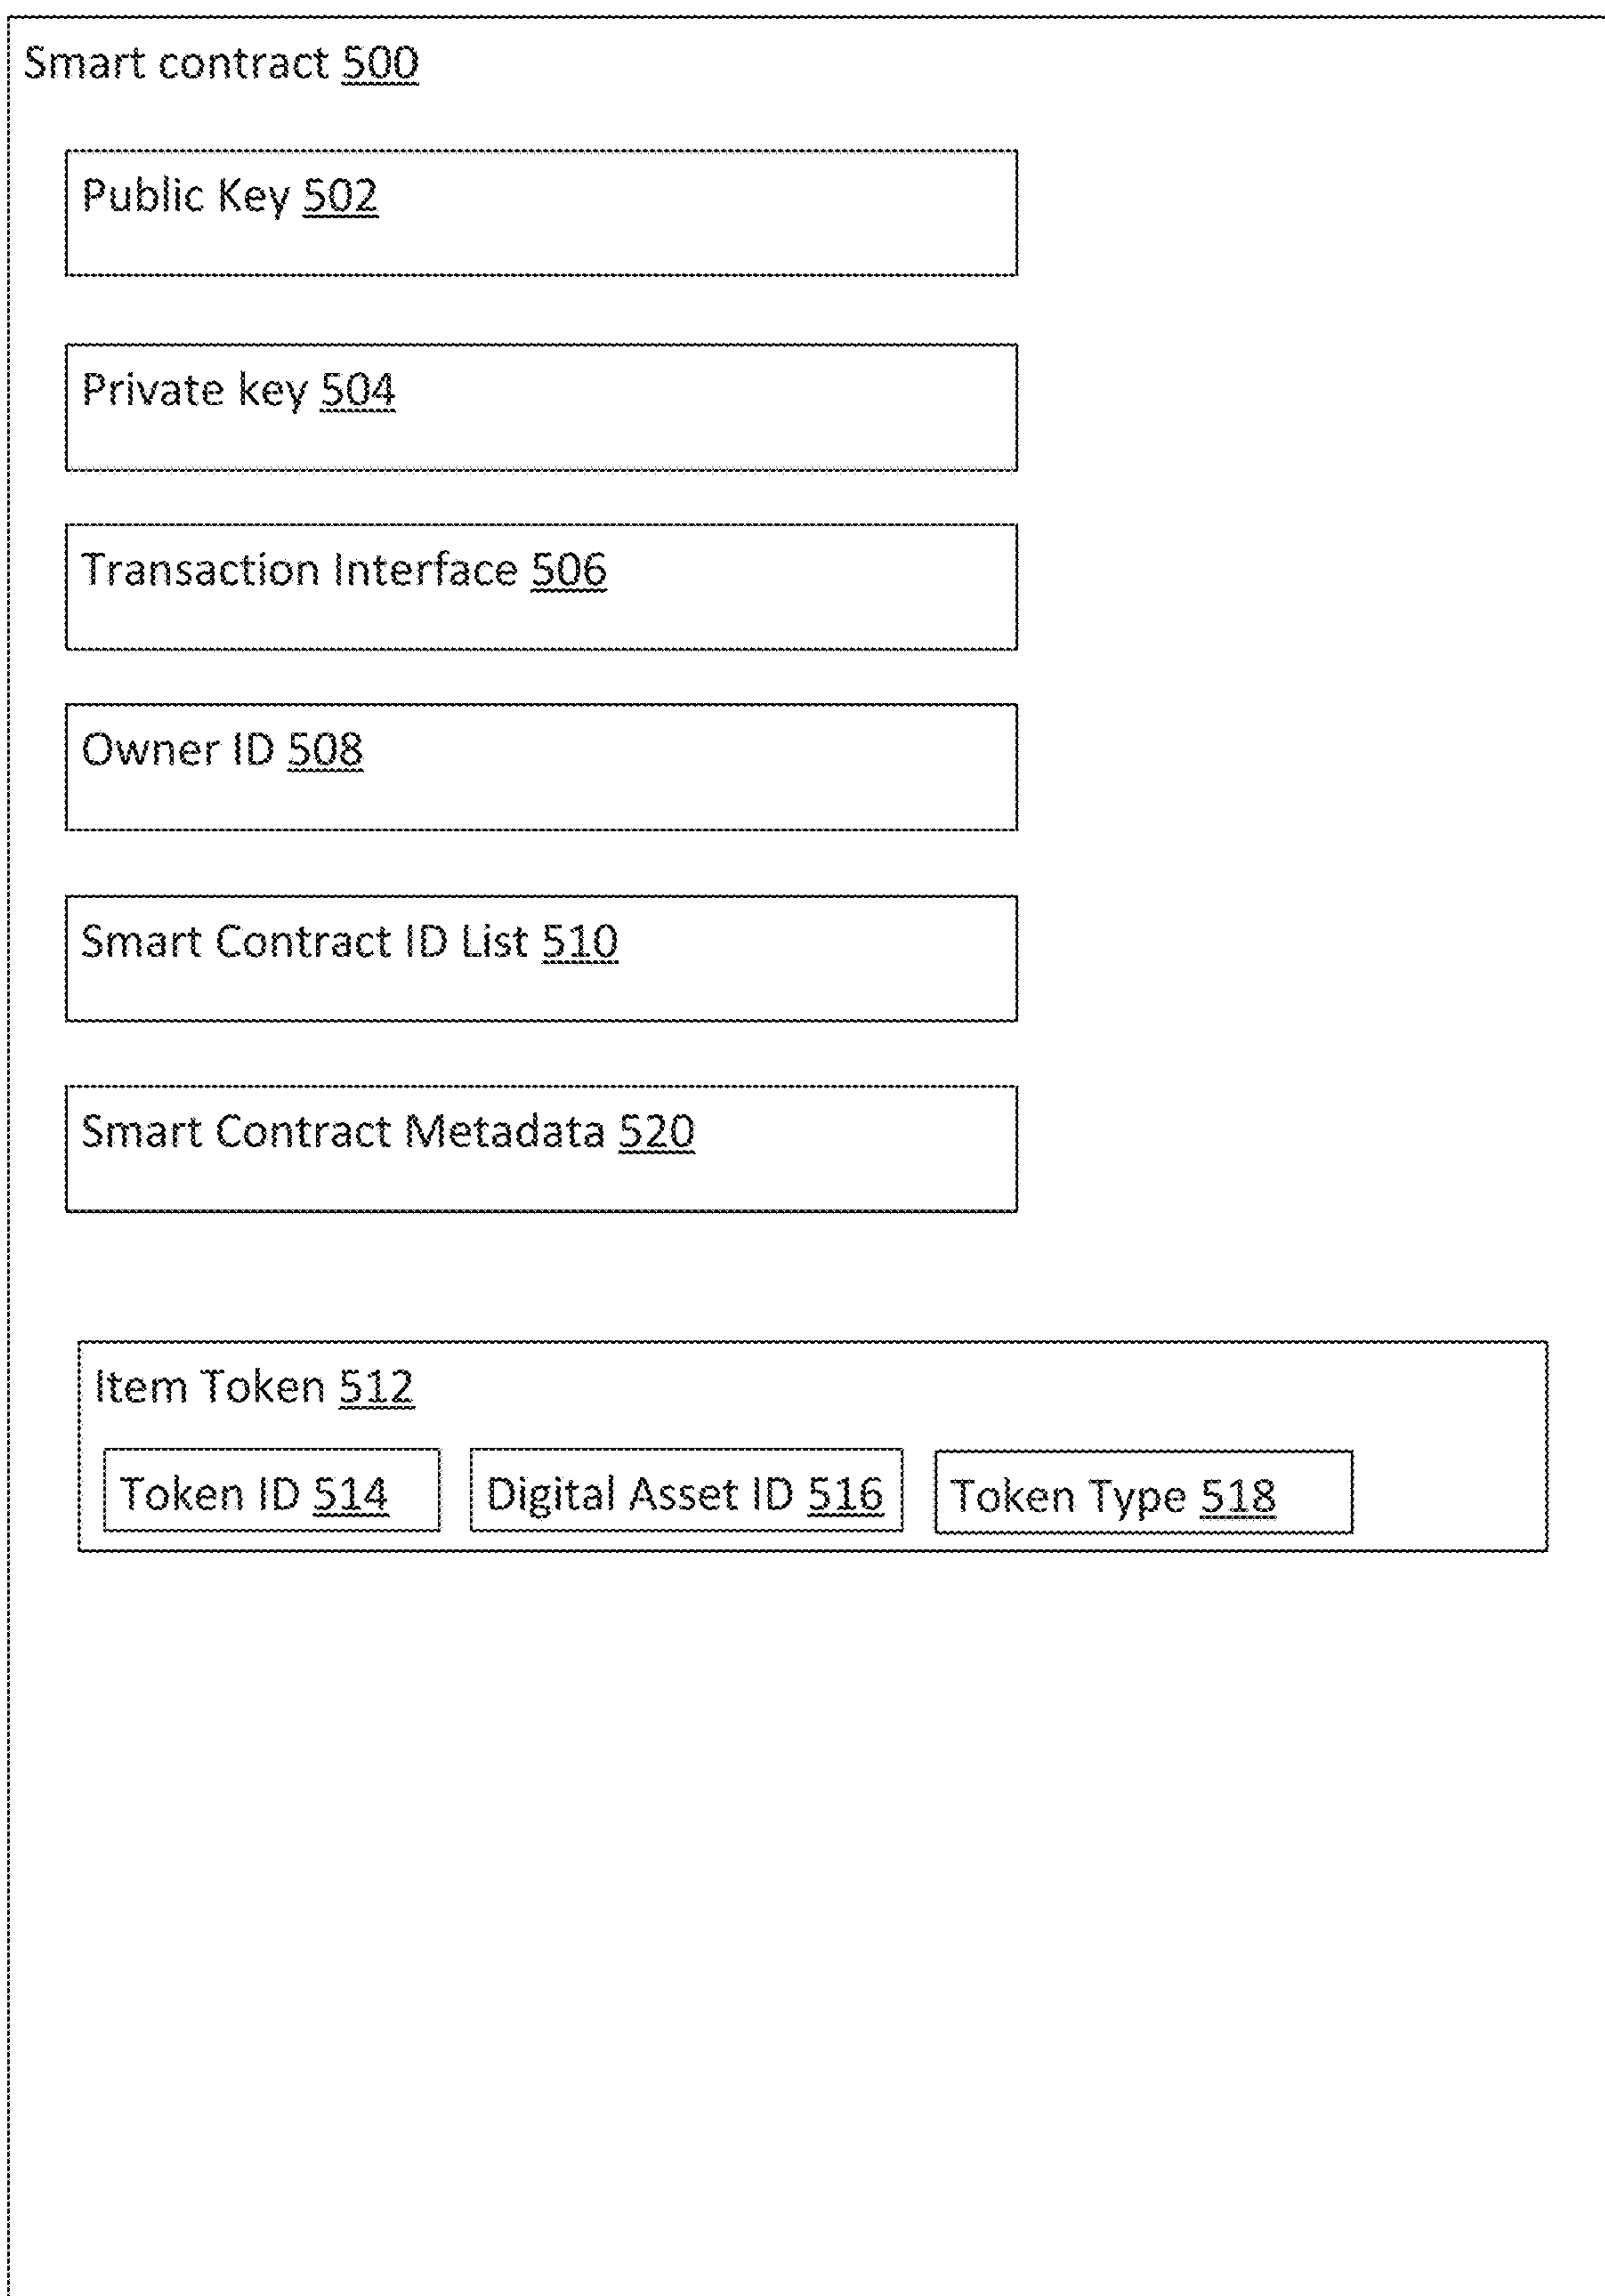 Smart contract 500
Public Key 502
Private key 504
Transaction Interface 506
Owner ID 508
Smart Contract ID List 510
Smart Contract Metadata 520
Item Token 512
Token ID 514 Digital Asset ID 516 Token Type 518